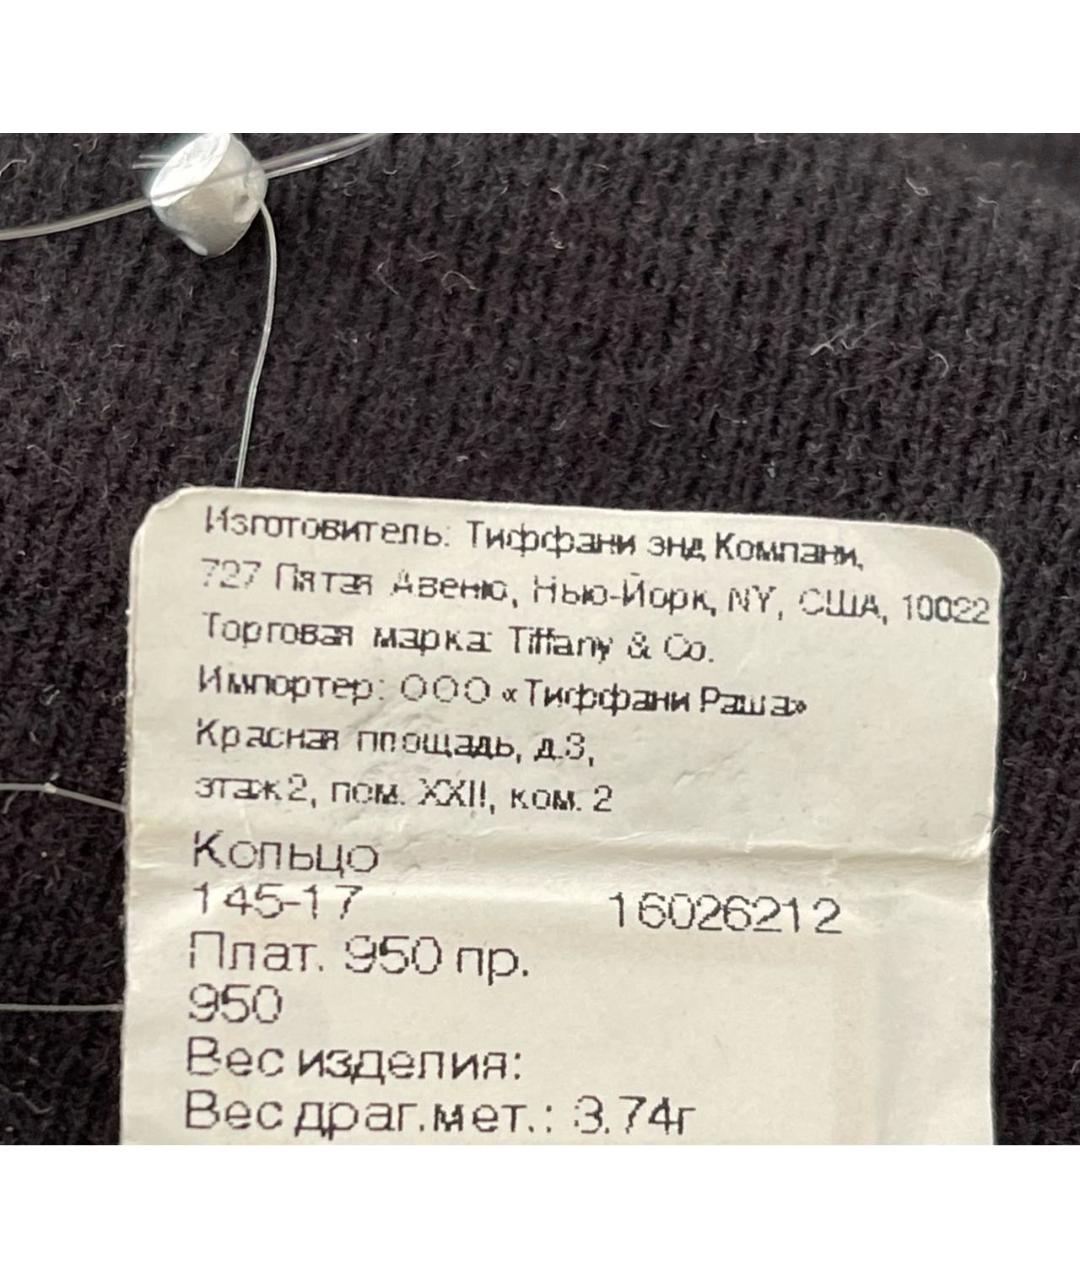 Изготовитель: Тиффани энд Компани,
727 Пятая Авеню, Нью-Йорк, NY, США, 10022
Торговая марка: Tiffany & Co.
Импортер: ООО «Тиффани Раша»
Красная площадь, д.3,
этаж 2, пом. XXII, ком. 2
Кольцо
145-17 16026212
Плат. 950 пр.
950
Вес изделия:
Вес драг.мет.: 3.74г